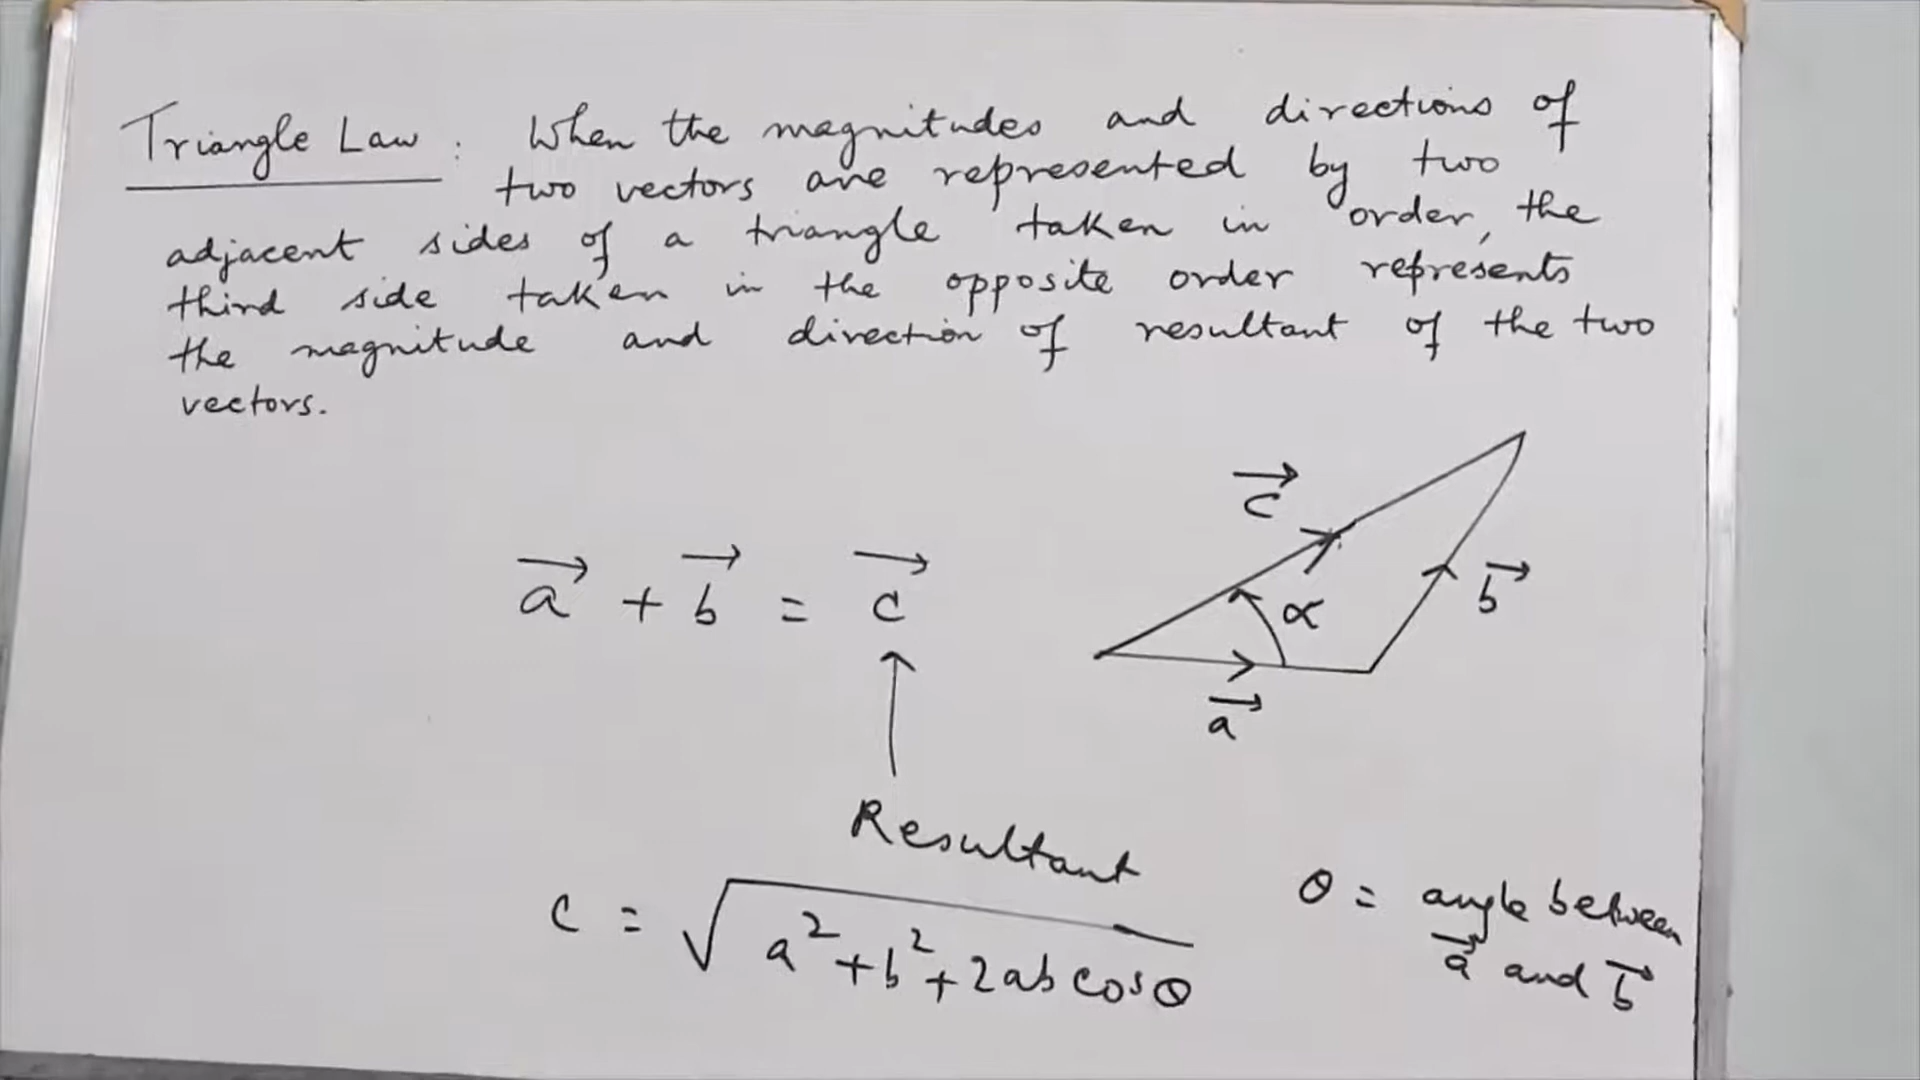 Triangle Law : When the magnitudes and directions of
two vectors are represented by two
adjacent sides of a triangle taken in order, the
third side taken in the opposite order represents
the magnitude and direction of resultant of the two
vectors.
c⃗
a⃗ + b⃗ = c⃗
α
b⃗
a⃗
Resultant
c = √(a²+b²+2ab cosθ)
θ = angle between
a⃗ and b⃗